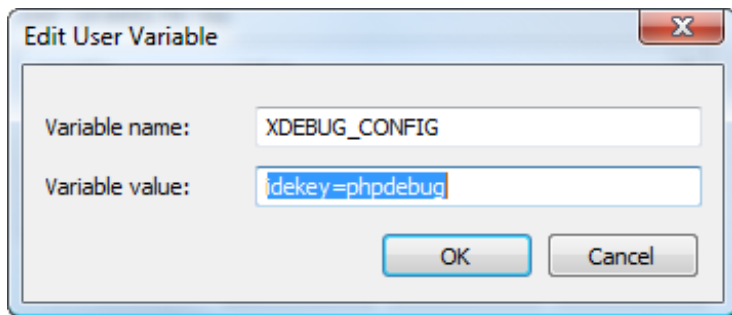 Edit User Variable
Variable name: XDEBUG_CONFIG
Variable value: idekey=phpdebug
OK Cancel